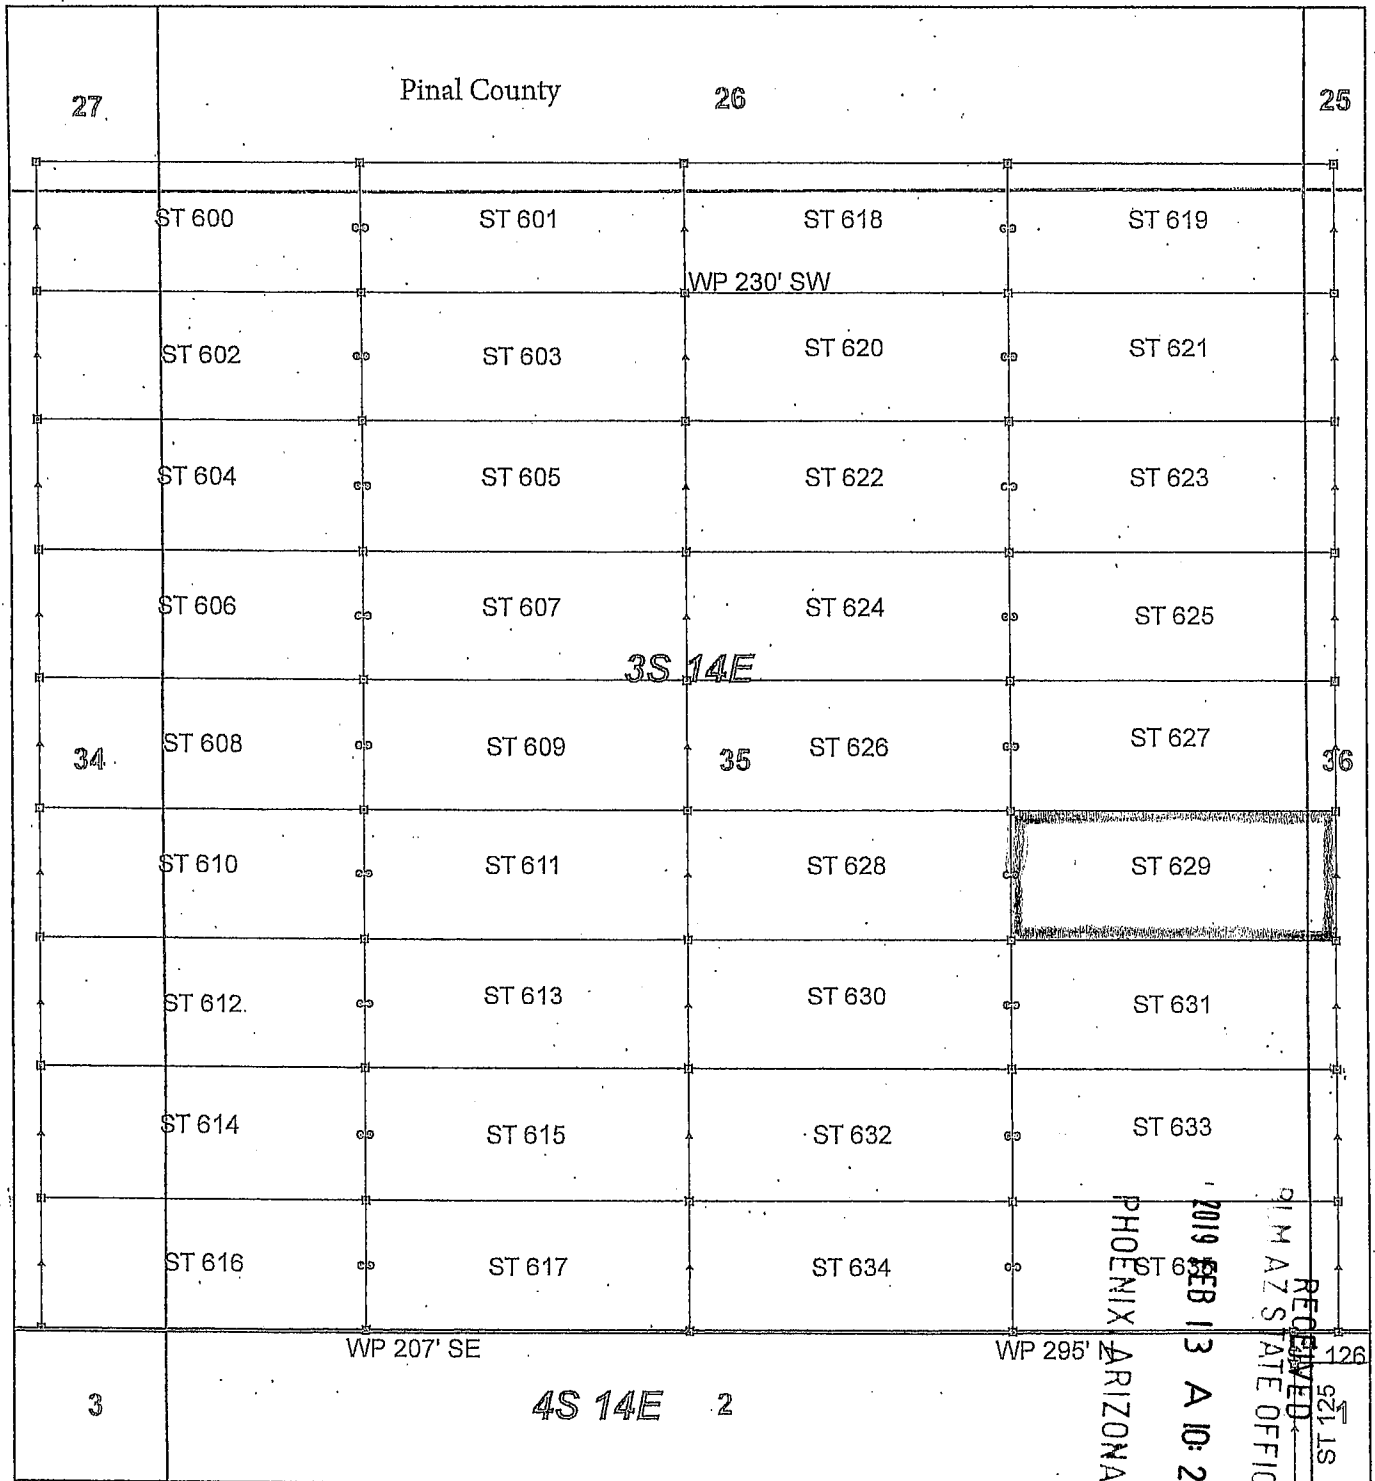 27 Pinal County 26 25
ST 600 ST 601 ST 618 ST 619
WP 230' SW
ST 602 ST 603 ST 620 ST 621
ST 604 ST 605 ST 622 ST 623
ST 606 ST 607 ST 624 ST 625
3S 14E
ST 608 ST 609 ST 626 ST 627
34 35 36
ST 610 ST 611 ST 628 ST 629
ST 612 ST 613 ST 630 ST 631
ST 614 ST 615 ST 632 ST 633
ST 616 ST 617 ST 634 ST
WP 207' SE WP 295' 126
3 4S 14E 2 1
ST 125
RECEIVED
AZ STATE OFFIC
2019 FEB 13 A 10: 2
PHOENIX, ARIZONA